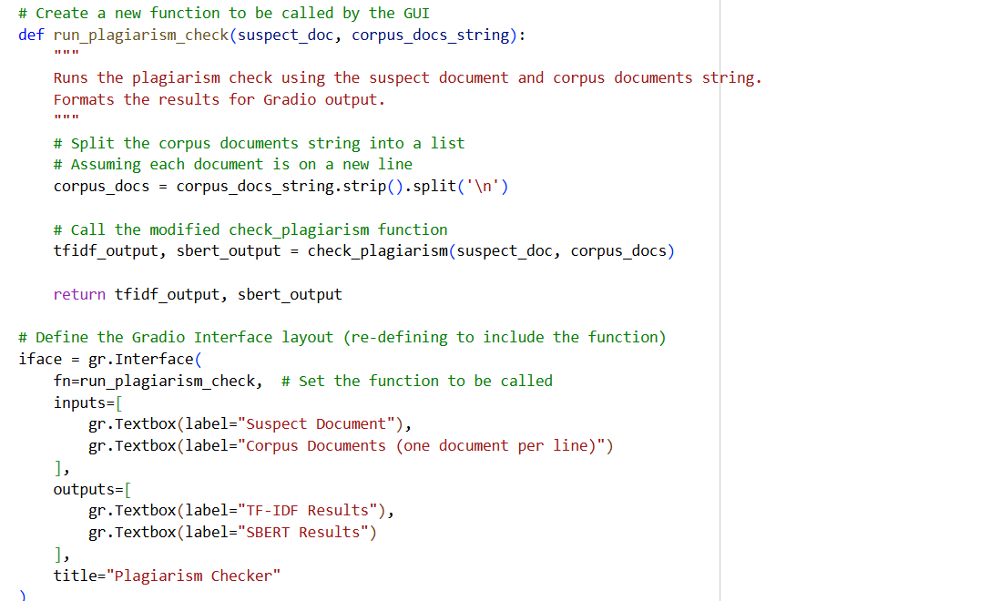 # Create a new function to be called by the GUI
def run_plagiarism_check(suspect_doc, corpus_docs_string):
    """
    Runs the plagiarism check using the suspect document and corpus documents string.
    Formats the results for Gradio output.
    """
    # Split the corpus documents string into a list
    # Assuming each document is on a new line
    corpus_docs = corpus_docs_string.strip().split('\n')

    # Call the modified check_plagiarism function
    tfidf_output, sbert_output = check_plagiarism(suspect_doc, corpus_docs)

    return tfidf_output, sbert_output

# Define the Gradio Interface layout (re-defining to include the function)
iface = gr.Interface(
    fn=run_plagiarism_check,  # Set the function to be called
    inputs=[
        gr.Textbox(label="Suspect Document"),
        gr.Textbox(label="Corpus Documents (one document per line)")
    ],
    outputs=[
        gr.Textbox(label="TF-IDF Results"),
        gr.Textbox(label="SBERT Results")
    ],
    title="Plagiarism Checker"
)